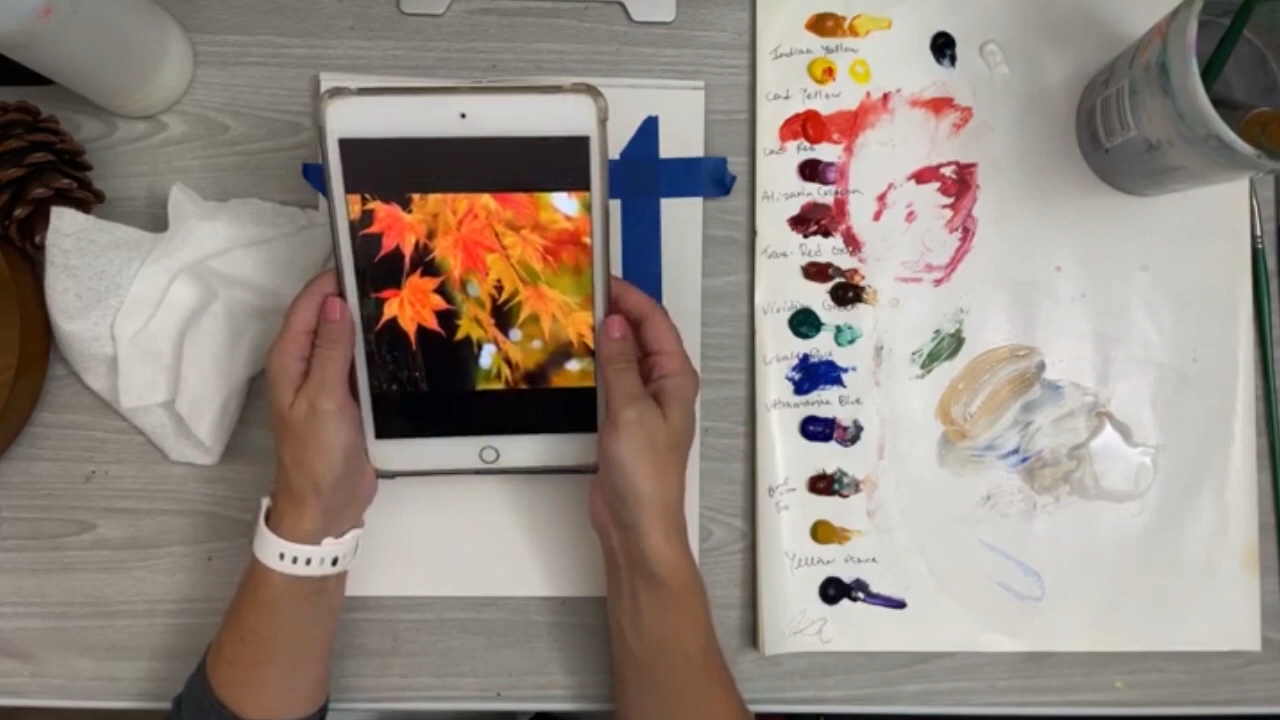 Indian Yellow
Cad Yellow
Cad Red
Alizarin Crimson
Trans. Red
Viridian Green
Cobalt Blue
Ultramarine Blue
Yellow Ochre